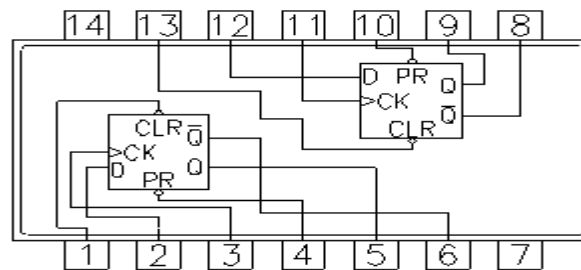 14 13 12 11 10 9 8
D PR Q
CK
CLR Q̅
CLR Q̅
CK
D Q
PR
1 2 3 4 5 6 7